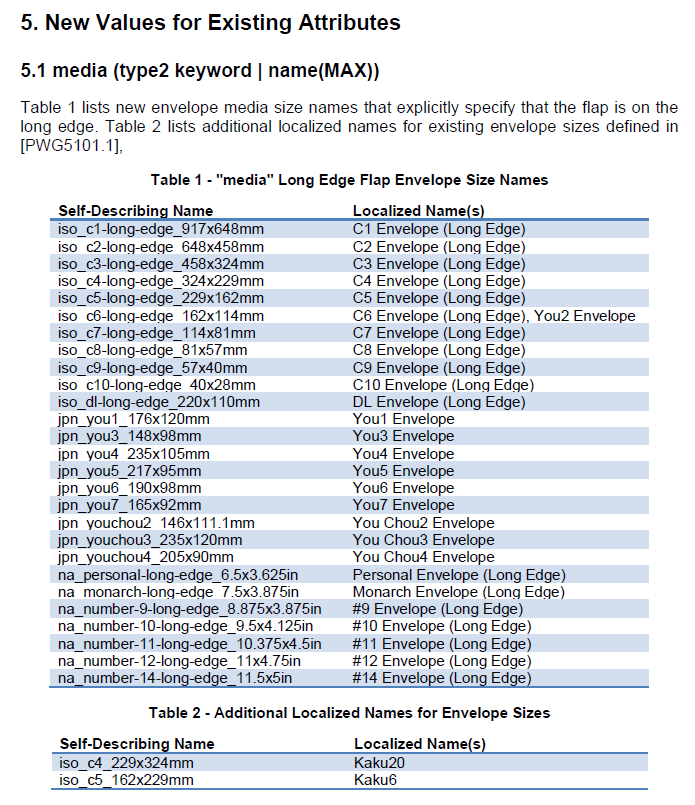 5. New Values for Existing Attributes
5.1 media (type2 keyword | name(MAX))
Table 1 lists new envelope media size names that explicitly specify that the flap is on the
long edge. Table 2 lists additional localized names for existing envelope sizes defined in
[PWG5101.1],
Table 1 - "media" Long Edge Flap Envelope Size Names
Self-Describing Name Localized Name(s)
iso_c1-long-edge_917x648mm C1 Envelope (Long Edge)
iso_c2-long-edge_648x458mm C2 Envelope (Long Edge)
iso_c3-long-edge_458x324mm C3 Envelope (Long Edge)
iso_c4-long-edge_324x229mm C4 Envelope (Long Edge)
iso_c5-long-edge_229x162mm C5 Envelope (Long Edge)
iso_c6-long-edge_162x114mm C6 Envelope (Long Edge), You2 Envelope
iso_c7-long-edge_114x81mm C7 Envelope (Long Edge)
iso_c8-long-edge_81x57mm C8 Envelope (Long Edge)
iso_c9-long-edge_57x40mm C9 Envelope (Long Edge)
iso_c10-long-edge_40x28mm C10 Envelope (Long Edge)
iso_dl-long-edge_220x110mm DL Envelope (Long Edge)
jpn_you1_176x120mm You1 Envelope
jpn_you3_148x98mm You3 Envelope
jpn_you4_235x105mm You4 Envelope
jpn_you5_217x95mm You5 Envelope
jpn_you6_190x98mm You6 Envelope
jpn_you7_165x92mm You7 Envelope
jpn_youchou2_146x111.1mm You Chou2 Envelope
jpn_youchou3_235x120mm You Chou3 Envelope
jpn_youchou4_205x90mm You Chou4 Envelope
na_personal-long-edge_6.5x3.625in Personal Envelope (Long Edge)
na_monarch-long-edge_7.5x3.875in Monarch Envelope (Long Edge)
na_number-9-long-edge_8.875x3.875in #9 Envelope (Long Edge)
na_number-10-long-edge_9.5x4.125in #10 Envelope (Long Edge)
na_number-11-long-edge_10.375x4.5in #11 Envelope (Long Edge)
na_number-12-long-edge_11x4.75in #12 Envelope (Long Edge)
na_number-14-long-edge_11.5x5in #14 Envelope (Long Edge)
Table 2 - Additional Localized Names for Envelope Sizes
Self-Describing Name Localized Name(s)
iso_c4_229x324mm Kaku20
iso_c5_162x229mm Kaku6